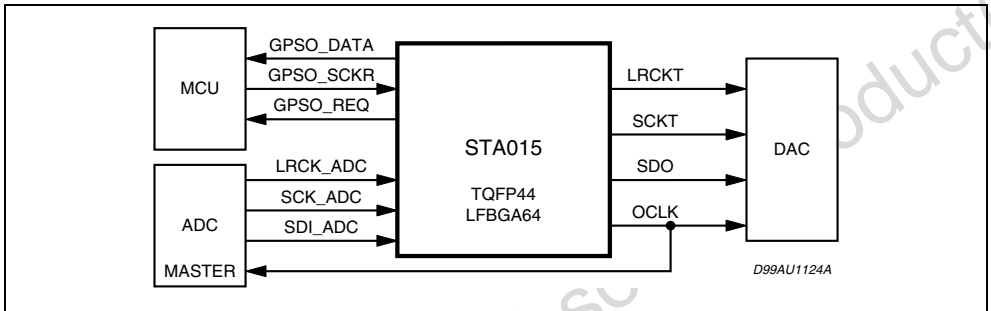 MCU
GPSO_DATA
GPSO_SCKR
GPSO_REQ
ADC
MASTER
LRCK_ADC
SCK_ADC
SDI_ADC
STA015
TQFP44
LFBGA64
LRCKT
SCKT
SDO
OCLK
DAC
D99AU1124A